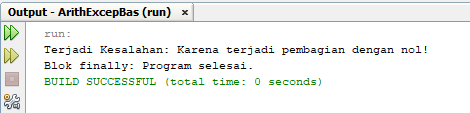 Output - ArithExcepBas (run)
run:
Terjadi Kesalahan: Karena terjadi pembagian dengan nol!
Blok finally: Program selesai.
BUILD SUCCESSFUL (total time: 0 seconds)